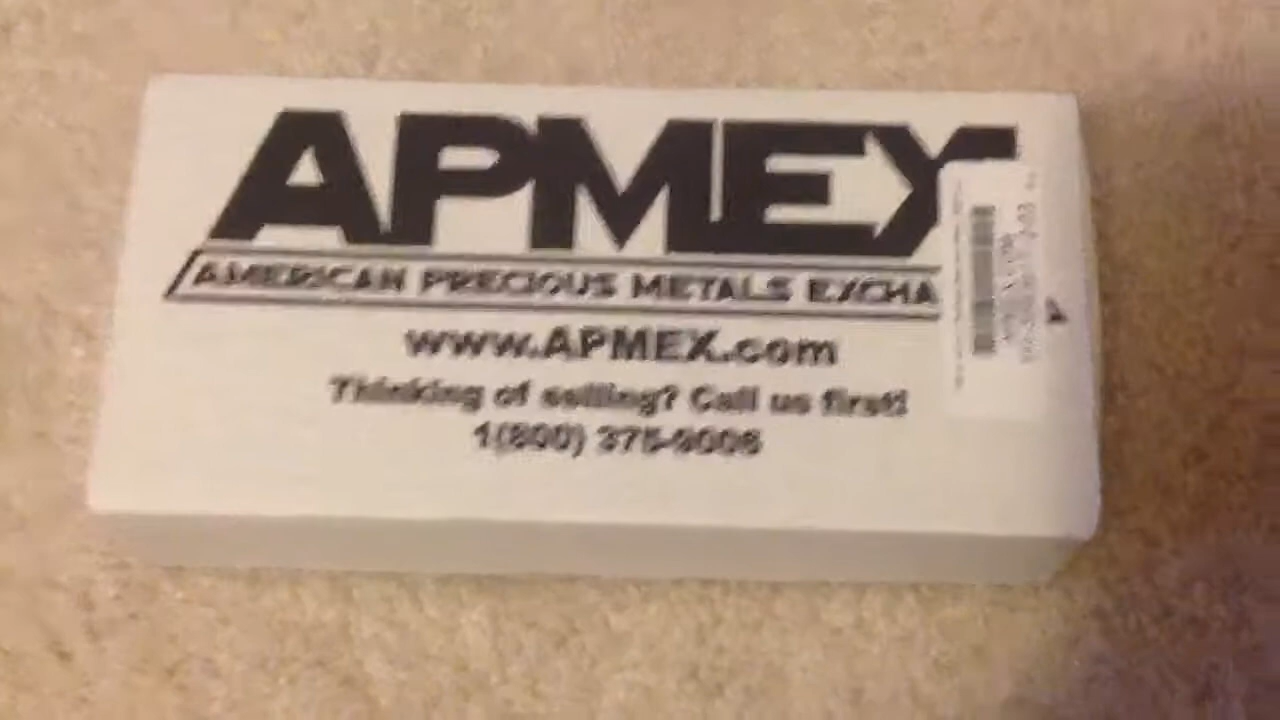 APMEX
AMERICAN PRECIOUS METALS EXCHA
www.APMEX.com
Thinking of selling? Call us first!
1(800) 375-9006